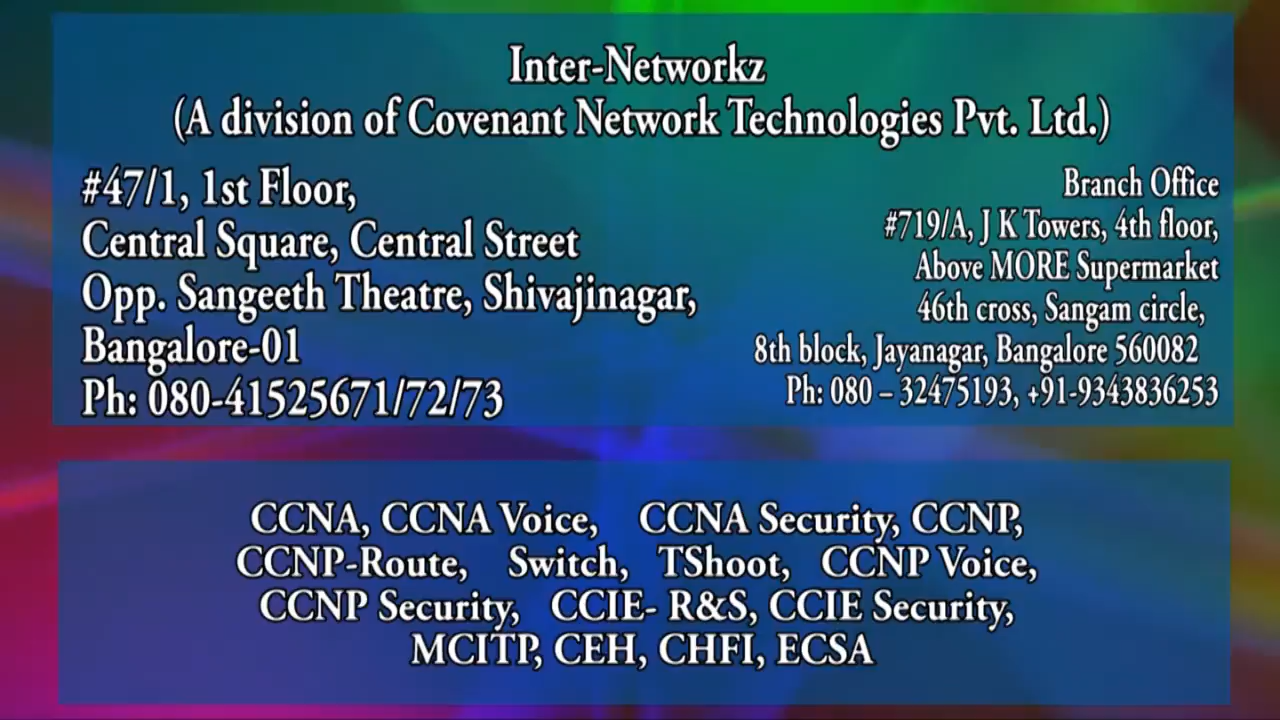 Inter-Networkz
(A division of Covenant Network Technologies Pvt. Ltd.)
#47/1, 1st Floor,
Central Square, Central Street
Opp. Sangeeth Theatre, Shivajinagar,
Bangalore-01
Ph: 080-41525671/72/73
Branch Office
#719/A, J K Towers, 4th floor,
Above MORE Supermarket
46th cross, Sangam circle,
8th block, Jayanagar, Bangalore 560082
Ph: 080 – 32475193, +91-9343836253
CCNA, CCNA Voice, CCNA Security, CCNP,
CCNP-Route, Switch, TShoot, CCNP Voice,
CCNP Security, CCIE- R&S, CCIE Security,
MCITP, CEH, CHFI, ECSA